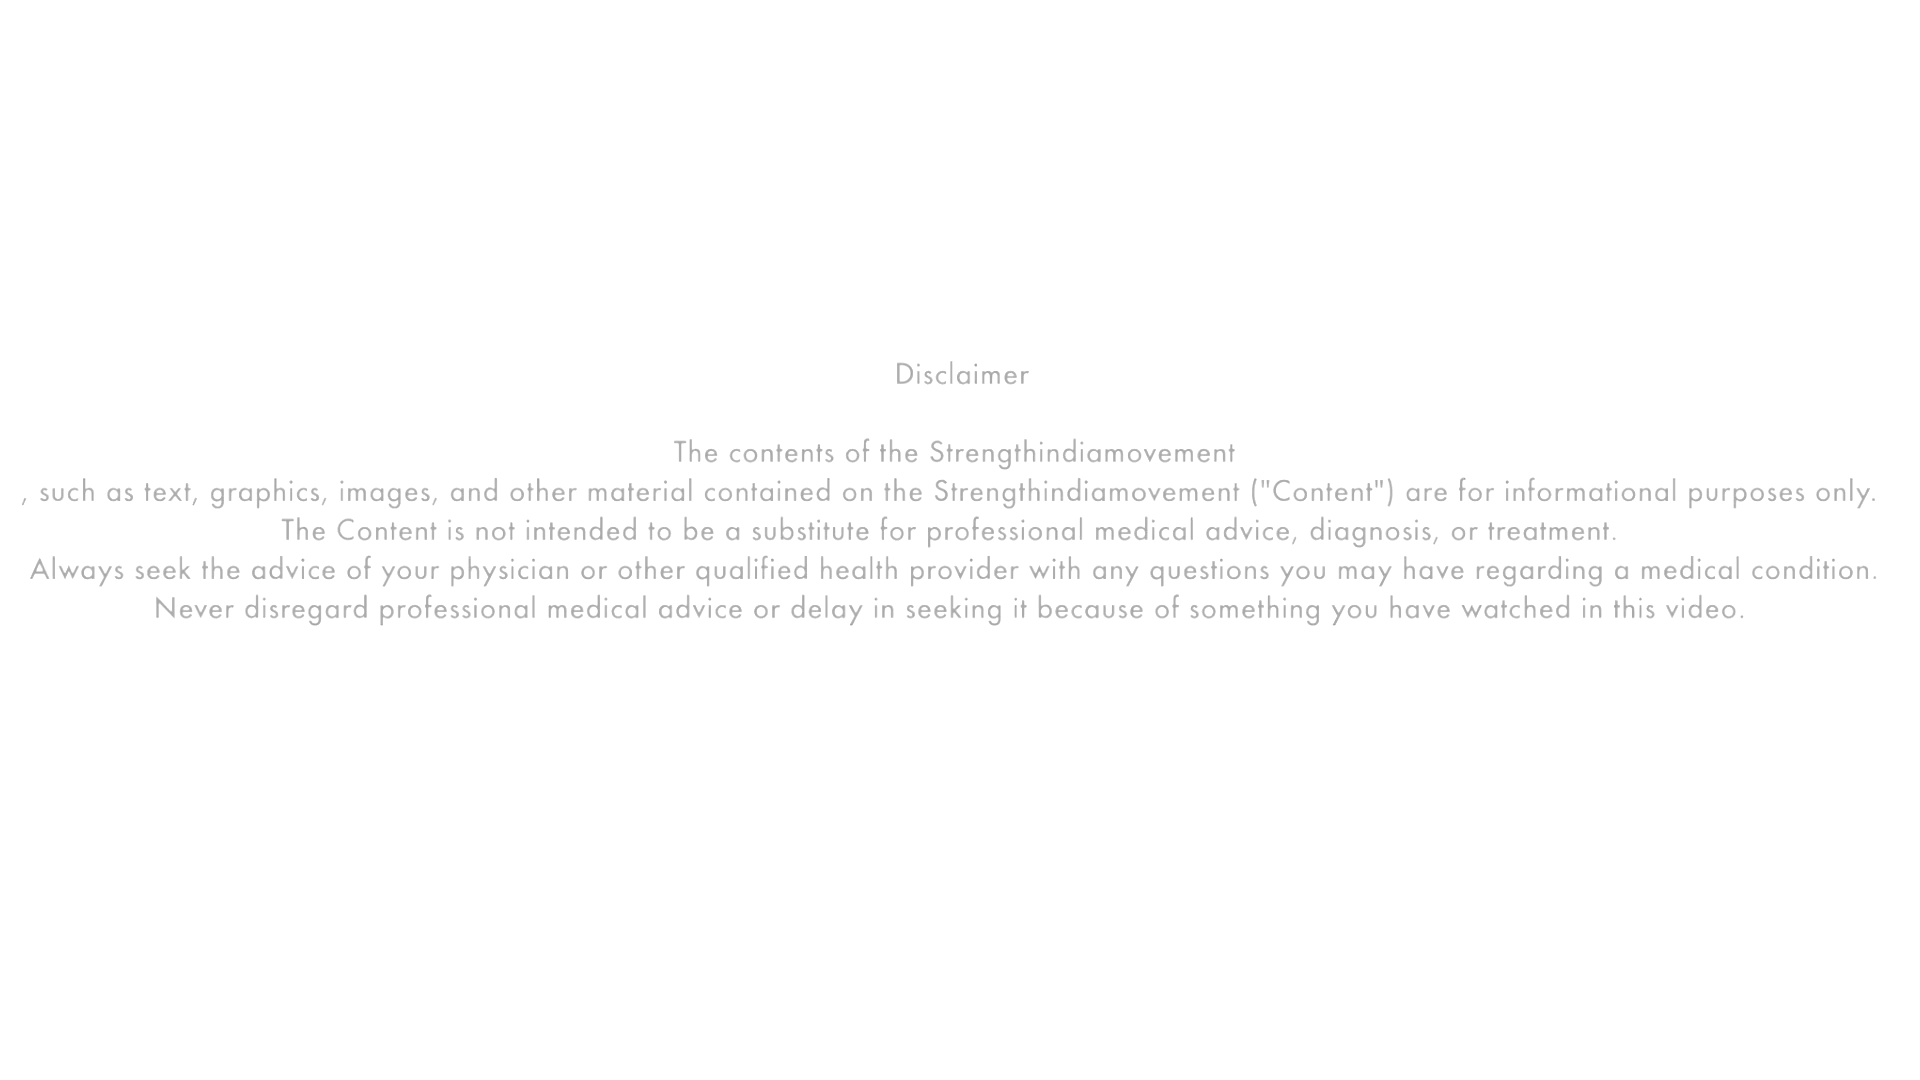 Disclaimer
The contents of the Strengthindiamovement
, such as text, graphics, images, and other material contained on the Strengthindiamovement ("Content") are for informational purposes only.
The Content is not intended to be a substitute for professional medical advice, diagnosis, or treatment.
Always seek the advice of your physician or other qualified health provider with any questions you may have regarding a medical condition.
Never disregard professional medical advice or delay in seeking it because of something you have watched in this video.